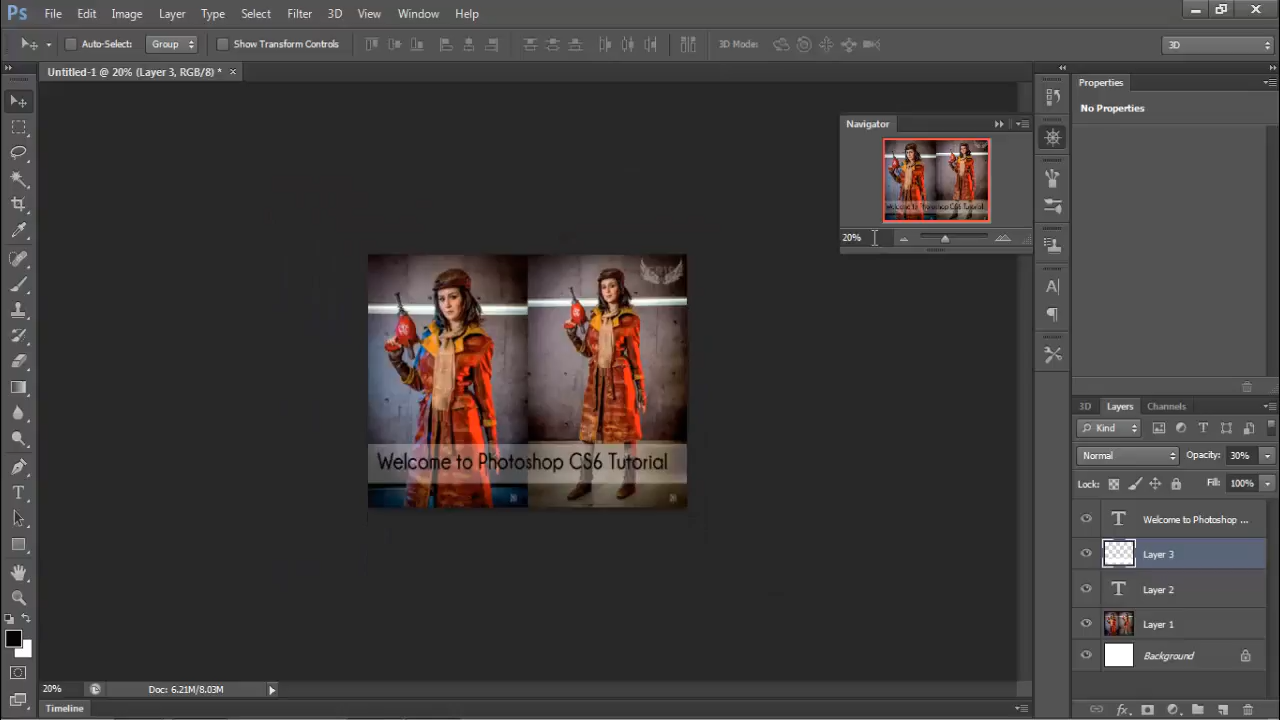 Ps File Edit Image Layer Type Select Filter 3D View Window Help
Auto-Select: Group Show Transform Controls 3D Mode: 3D
Untitled-1 @ 20% (Layer 3, RGB/8) * ×
Properties
No Properties
Navigator
20%
Welcome to Photoshop CS6 Tutorial
3D Layers Channels
Kind
Normal Opacity: 30%
Lock: Fill: 100%
Welcome to Photoshop ...
Layer 3
Layer 2
Layer 1
Background
20% Doc: 6.21M/8.03M
Timeline